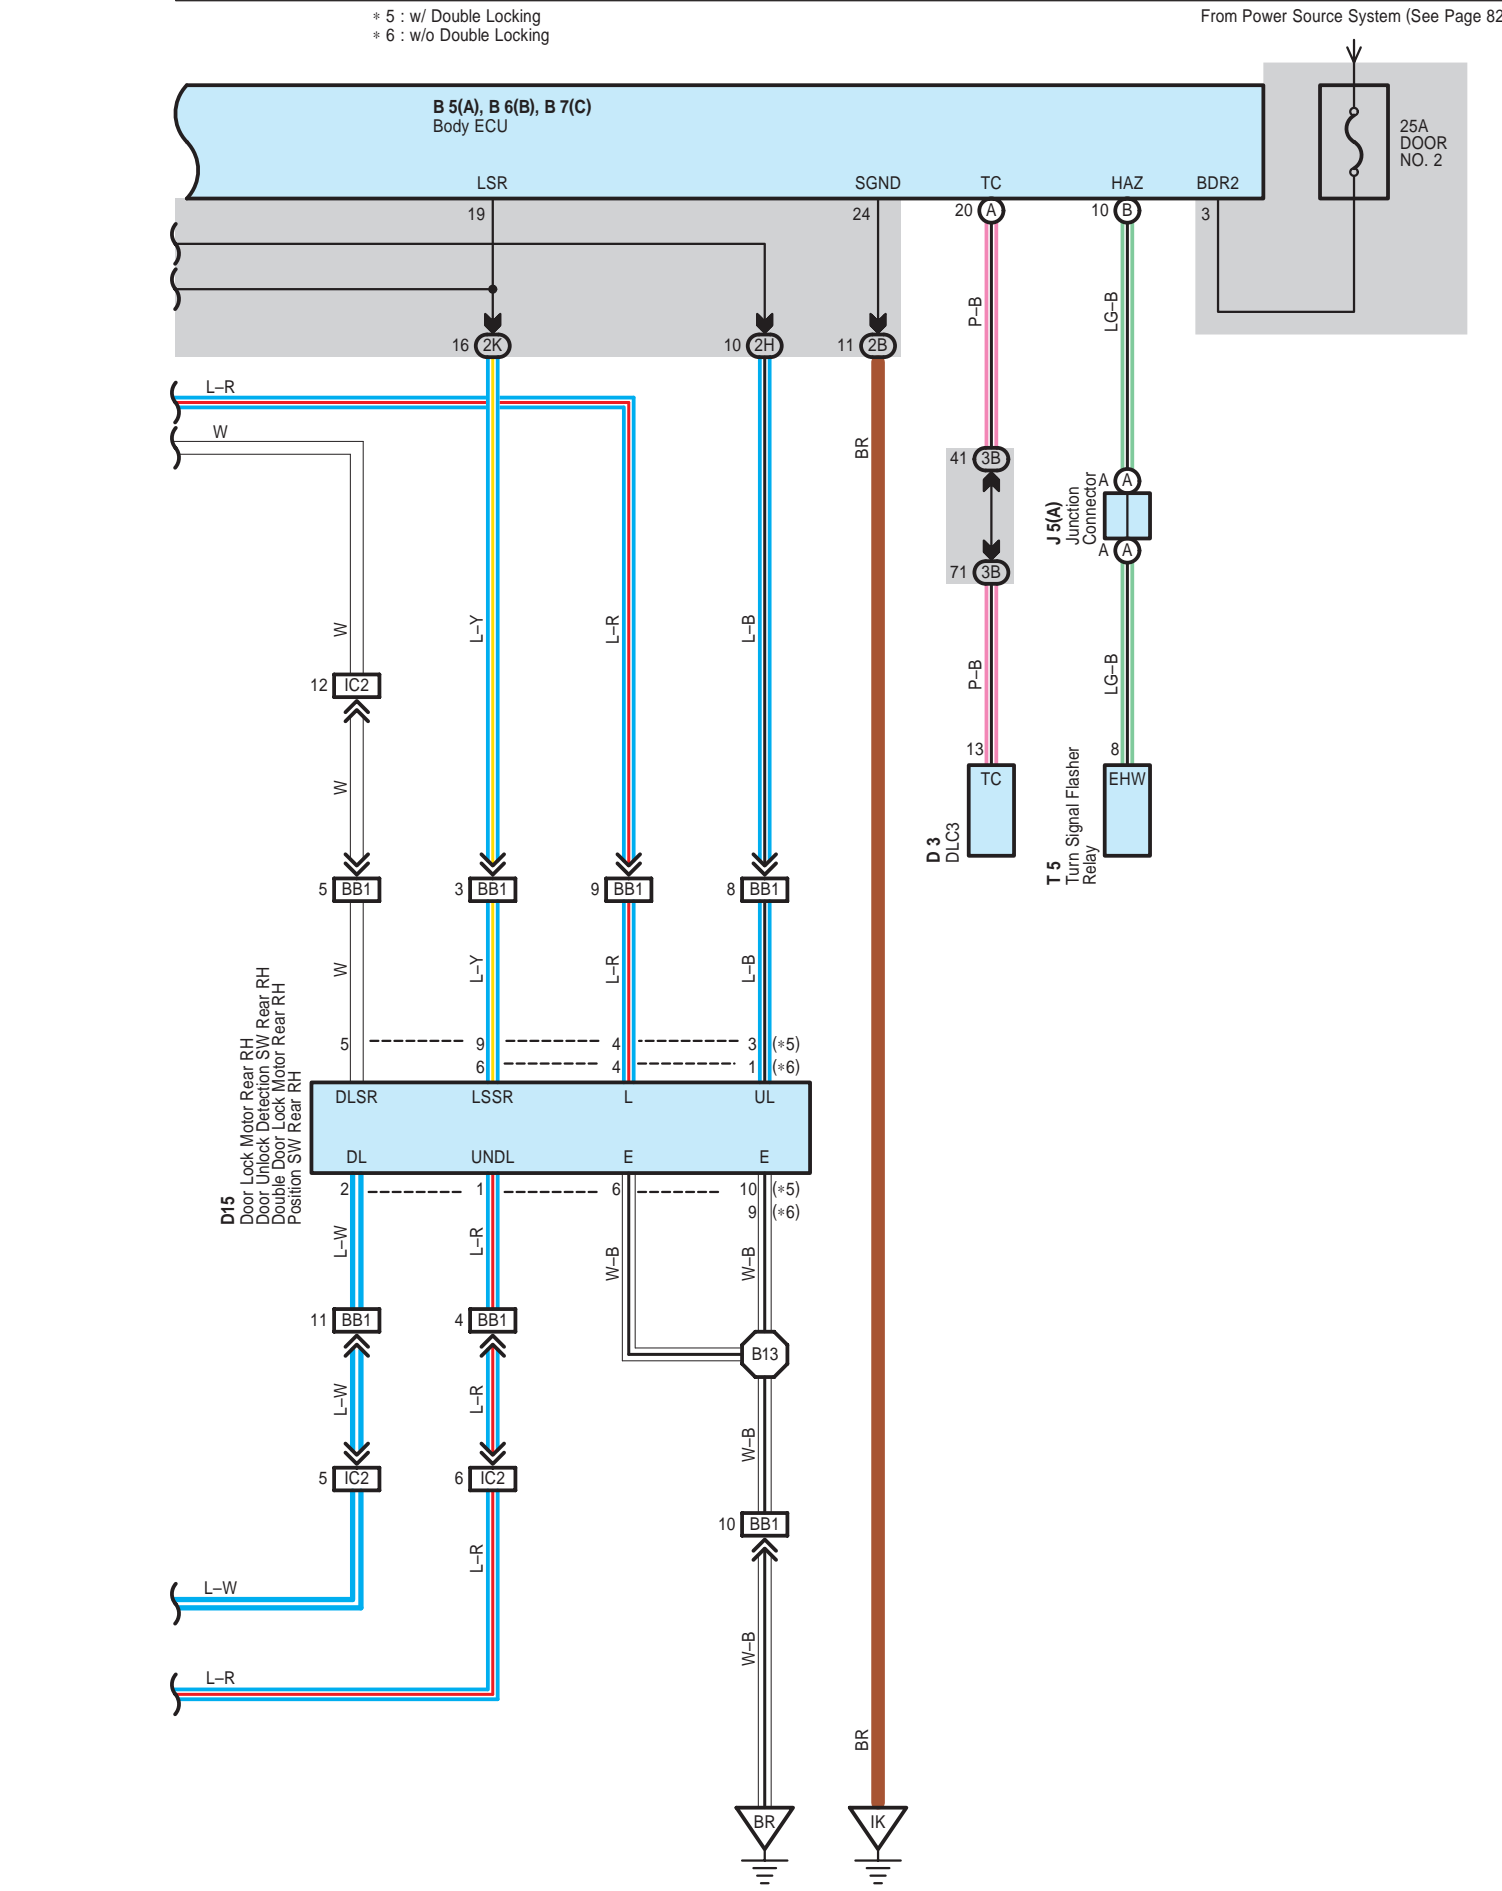 ∗ 5 : w/ Double Locking
∗ 6 : w/o Double Locking
From Power Source System (See Page 82
B 5(A), B 6(B), B 7(C)
Body ECU
25A
DOOR
NO. 2
LSR
SGND
TC
HAZ
BDR2
19
24
20 A
10 B
3
P–B
LG–B
16 2K
10 2H
11 2B
L–R
W
BR
41 3B
A A
J 5(A)
Junction
Connector
A A
71 3B
W
L–Y
L–R
L–B
P–B
LG–B
12 IC2
13
8
TC
EHW
D 3
DLC3
T 5
Turn Signal Flasher
Relay
W
5 BB1
3 BB1
9 BB1
8 BB1
W
L–Y
L–R
L–B
5
9
4
3 (∗5)
6
4
1 (∗6)
DLSR
LSSR
L
UL
D15
Door Lock Motor Rear RH
Door Unlock Detection SW Rear RH
Double Door Lock Motor Rear RH
Position SW Rear RH
DL
UNDL
E
E
2
1
6
10 (∗5)
9 (∗6)
L–W
L–R
W–B
W–B
11 BB1
4 BB1
B13
L–W
L–R
W–B
5 IC2
6 IC2
10 BB1
L–R
L–W
W–B
L–R
BR
BR
IK